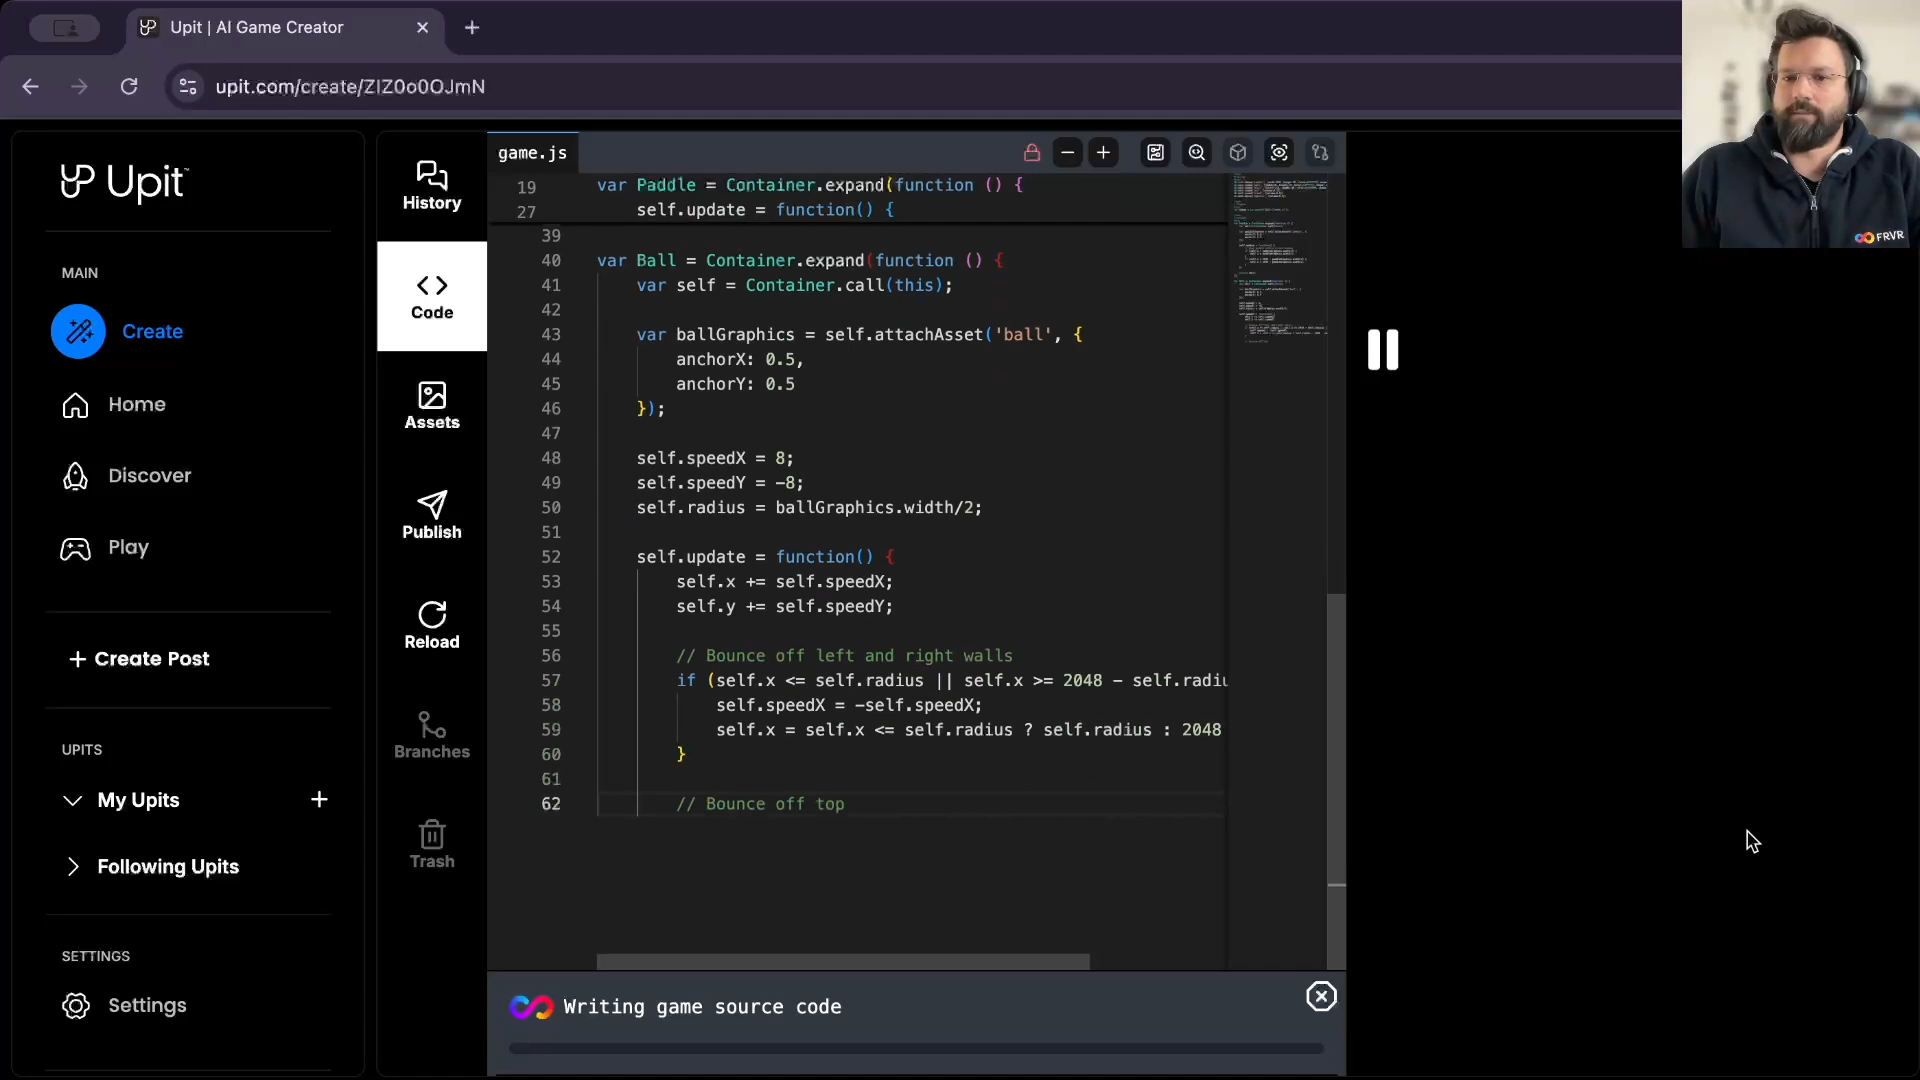 Upit | AI Game Creator
upit.com/create/ZIZ0o0OJmN
FRVR
Upit
MAIN
Create
Home
Discover
Play
+ Create Post
UPITS
My Upits
Following Upits
SETTINGS
Settings
History
Code
Assets
Publish
Reload
Branches
Trash
game.js
19 var Paddle = Container.expand(function () {
27 self.update = function() {
39
40 var Ball = Container.expand(function () {
41 var self = Container.call(this);
42
43 var ballGraphics = self.attachAsset('ball', {
44 anchorX: 0.5,
45 anchorY: 0.5
46 });
47
48 self.speedX = 8;
49 self.speedY = -8;
50 self.radius = ballGraphics.width/2;
51
52 self.update = function() {
53 self.x += self.speedX;
54 self.y += self.speedY;
55
56 // Bounce off left and right walls
57 if (self.x <= self.radius || self.x >= 2048 - self.radiu
58 self.speedX = -self.speedX;
59 self.x = self.x <= self.radius ? self.radius : 2048
60 }
61
62 // Bounce off top
Writing game source code